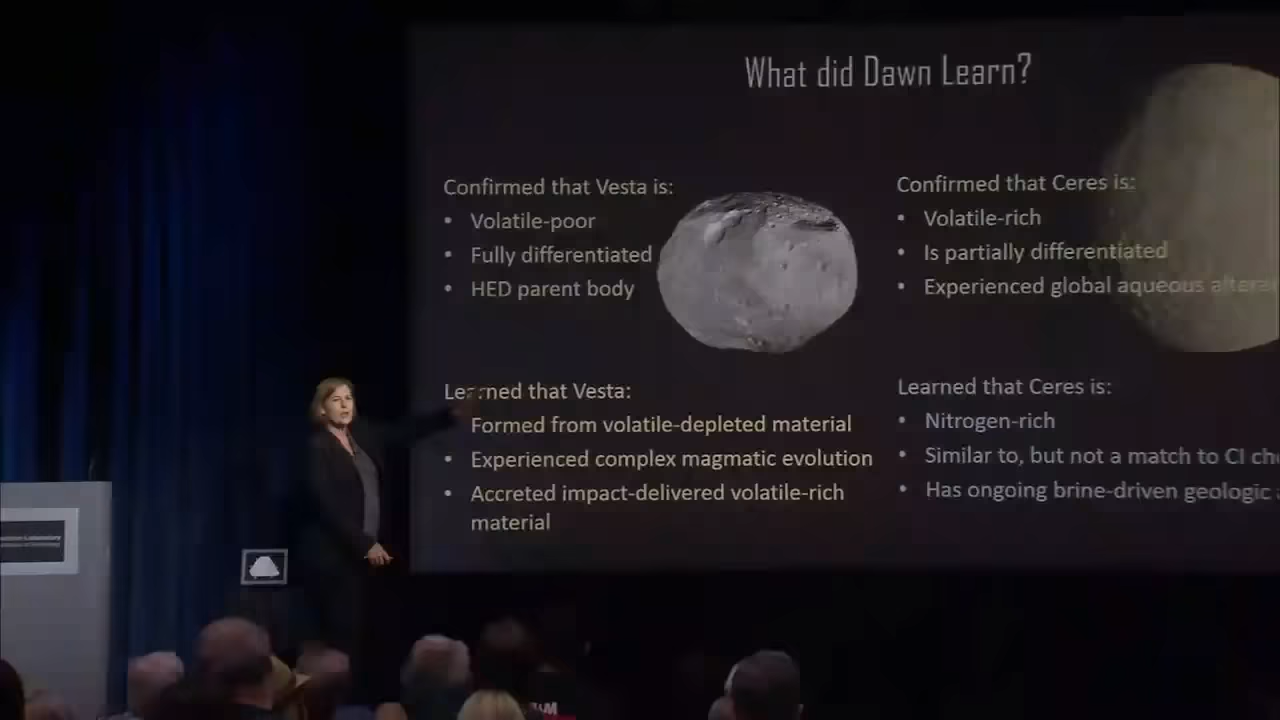 What did Dawn Learn?
Confirmed that Vesta is:
• Volatile-poor
• Fully differentiated
• HED parent body
Learned that Vesta:
Formed from volatile-depleted material
• Experienced complex magmatic evolution
• Accreted impact-delivered volatile-rich
material
Confirmed that Ceres is:
• Volatile-rich
• Is partially differentiated
• Experienced global aqueous altera
Learned that Ceres is:
• Nitrogen-rich
• Similar to, but not a match to CI ch
• Has ongoing brine-driven geologic